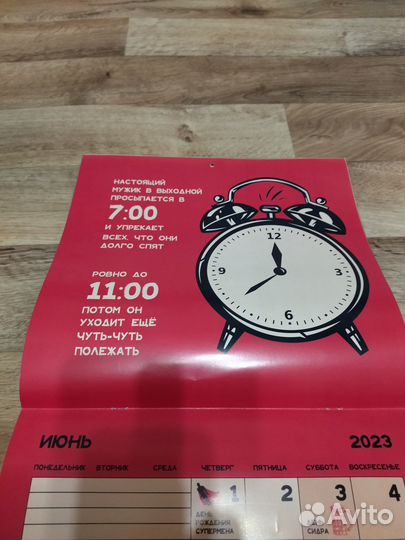 НАСТОЯЩИЙ
МУЖИК В ВЫХОДНОЙ
ПРОСЫПАЕТСЯ В
7:00
И УПРЕКАЕТ
ВСЕХ, ЧТО ОНИ
ДОЛГО СПЯТ
РОВНО ДО
11:00
ПОТОМ ОН
УХОДИТ ЕЩЁ
ЧУТЬ-ЧУТЬ
ПОЛЕЖАТЬ
12
9
3
6
ИЮНЬ 2023
ПОНЕДЕЛЬНИК ВТОРНИК СРЕДА ЧЕТВЕРГ ПЯТНИЦА СУББОТА ВОСКРЕСЕНЬЕ
1 2 3 4
ДЕНЬ
РОЖДЕНИЯ
СУПЕРМЕНА
СИДРА
Avito